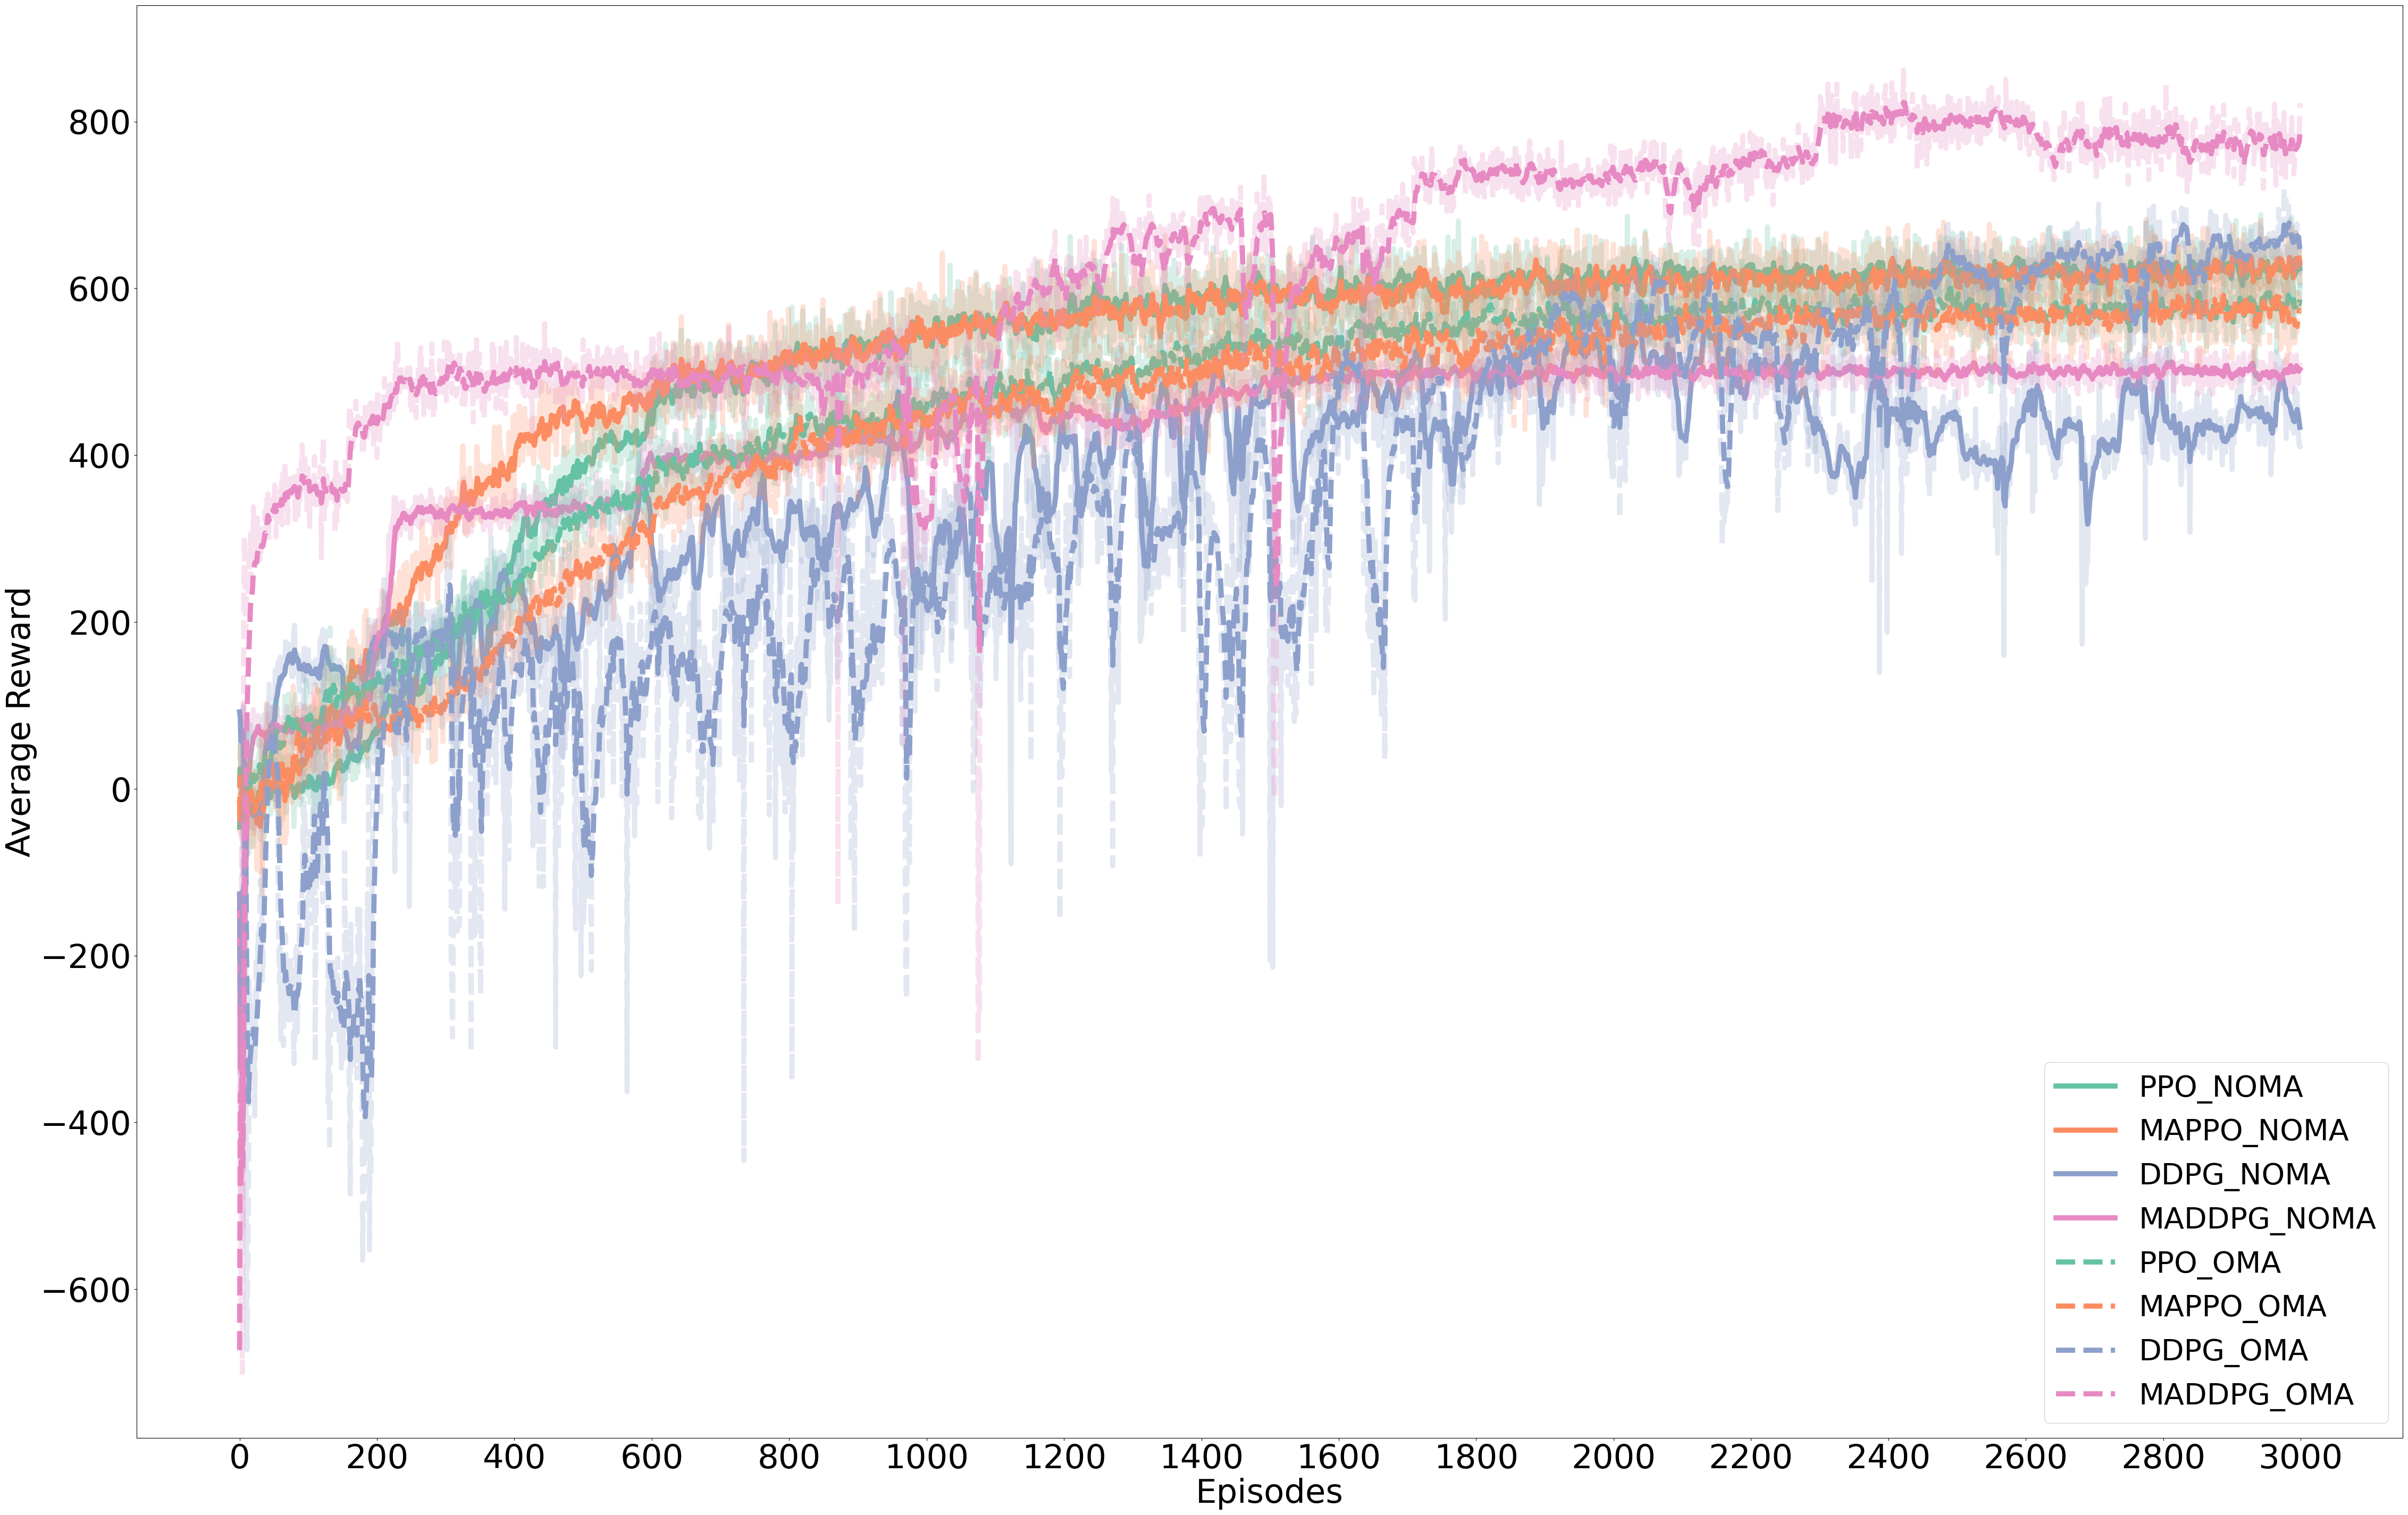 Average Reward
800
600
400
200
0
−200
−400
−600
0 200 400 600 800 1000 1200 1400 1600 1800 2000 2200 2400 2600 2800 3000
Episodes
PPO_NOMA
MAPPO_NOMA
DDPG_NOMA
MADDPG_NOMA
PPO_OMA
MAPPO_OMA
DDPG_OMA
MADDPG_OMA